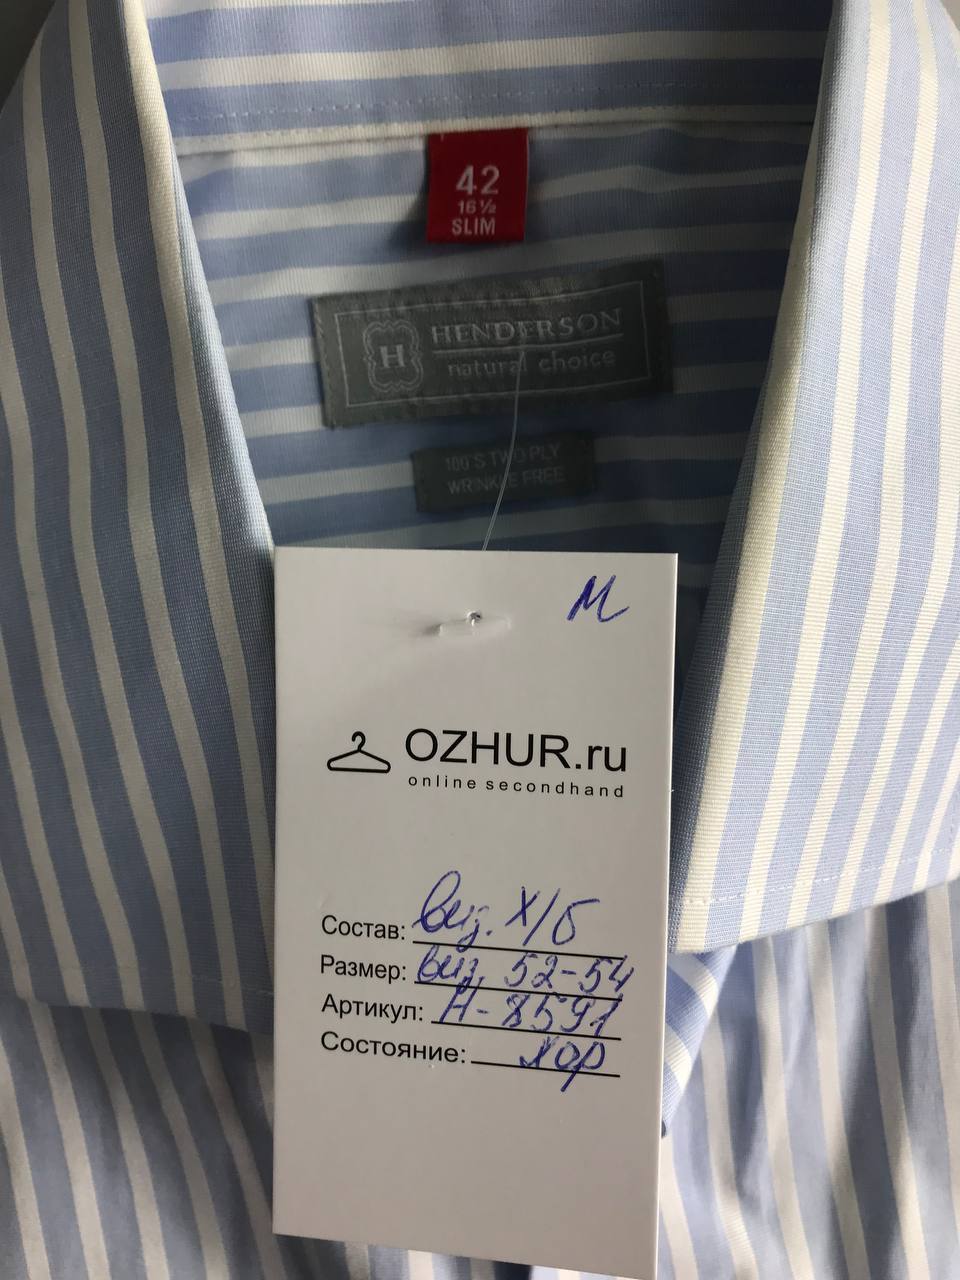 42
16 ½
SLIM
H HENDERSON
natural choice
100'S TWO PLY
WRINKLE FREE
М
OZHUR.ru
online secondhand
Состав: виз. х/б
Размер: виз. 52-54
Артикул: Н-8591
Состояние: хор